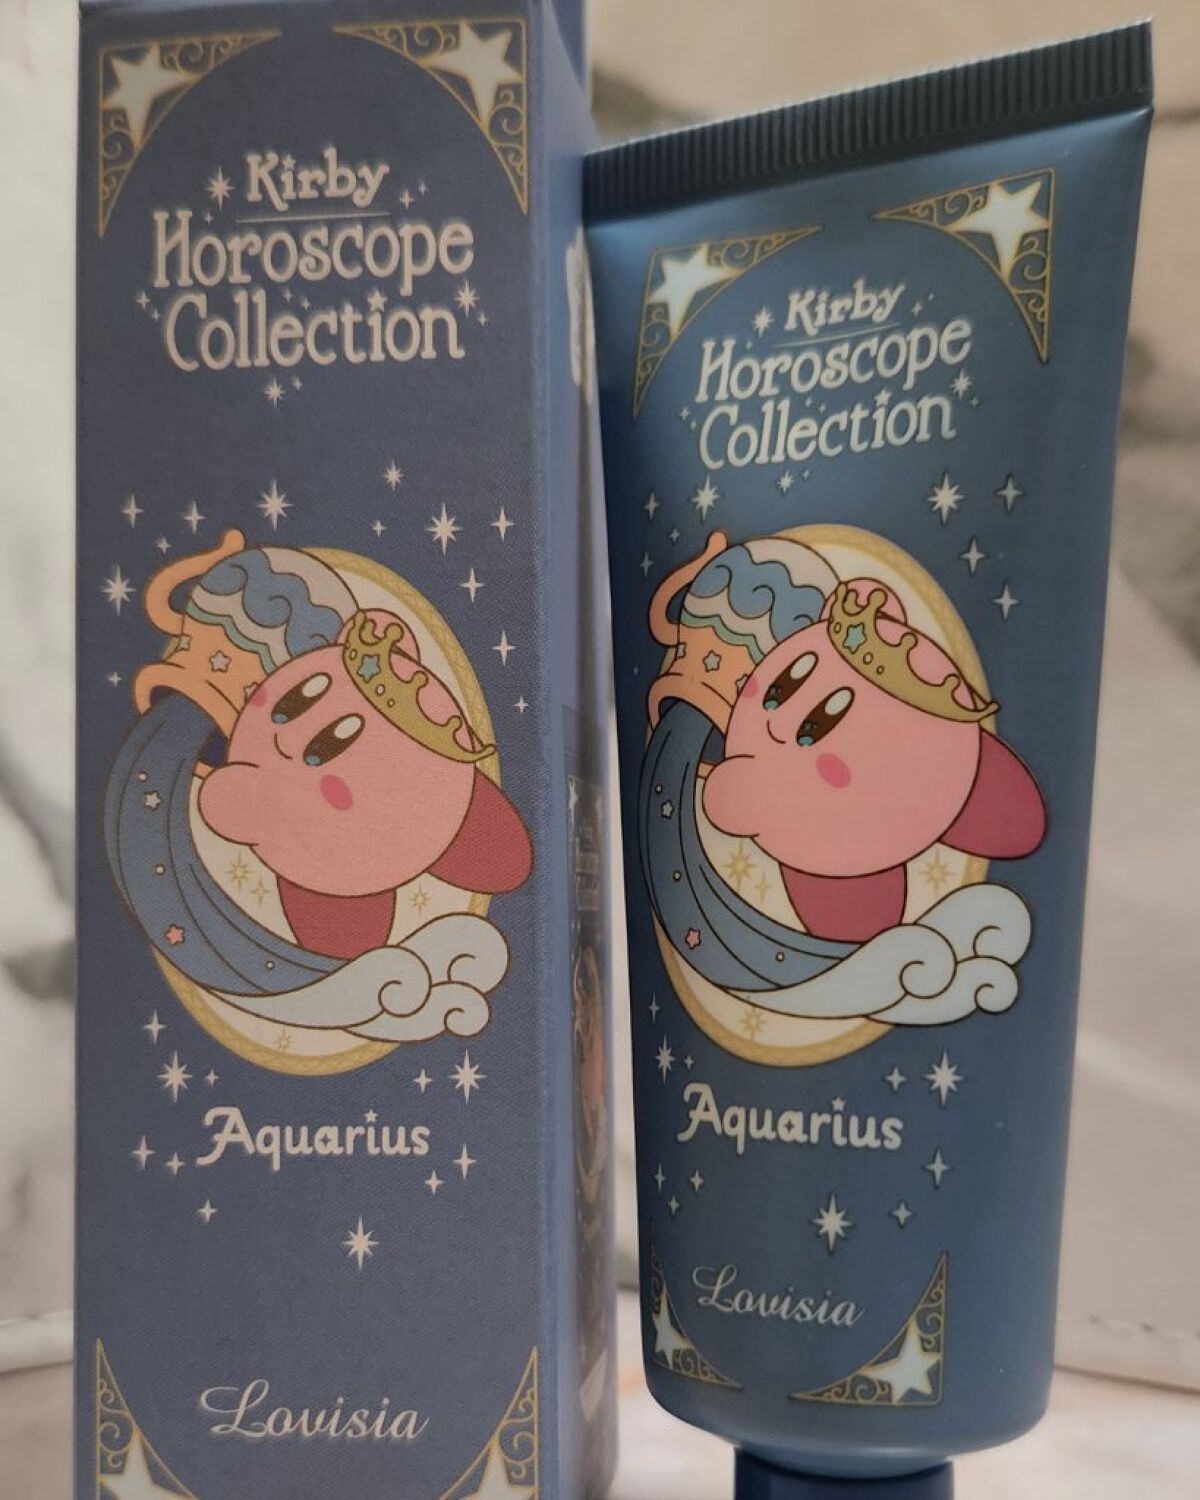 Kirby
Horoscope
Collection
Aquarius
Lovisia
Kirby
Horoscope
Collection
Aquarius
Lovisia